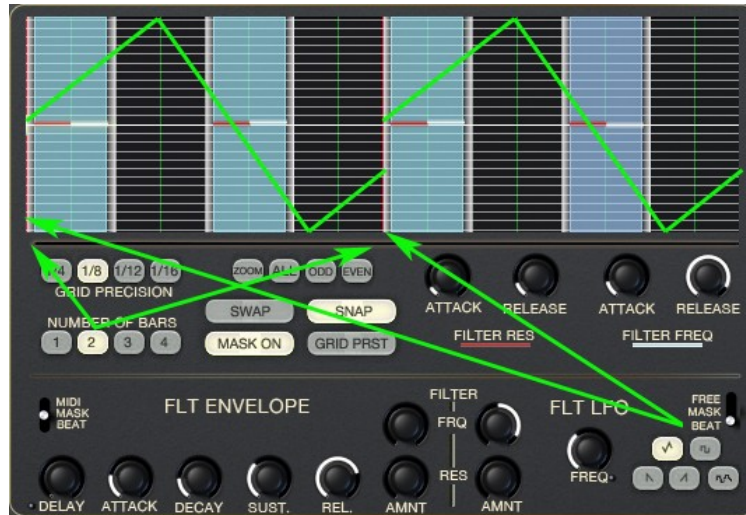 1/4 1/8 1/12 1/16 ZOOM ALL ODD EVEN
GRID PRECISION
SWAP SNAP
ATTACK RELEASE ATTACK RELEASE
NUMBER OF BARS
FILTER RES FILTER FREQ
1 2 3 4 MASK ON GRID PRST
MIDI
MASK
BEAT
FLT ENVELOPE
FILTER
FRQ
RES
FLT LFO
FREE
MASK
BEAT
FREQ
DELAY ATTACK DECAY SUST. REL. AMNT AMNT